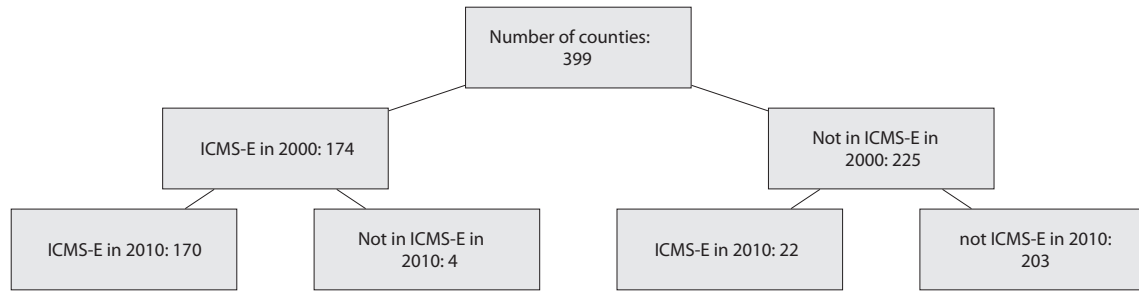 Number of counties:
399
ICMS-E in 2000: 174
Not in ICMS-E in
2000: 225
ICMS-E in 2010: 170
Not in ICMS-E in
2010: 4
ICMS-E in 2010: 22
not ICMS-E in 2010:
203